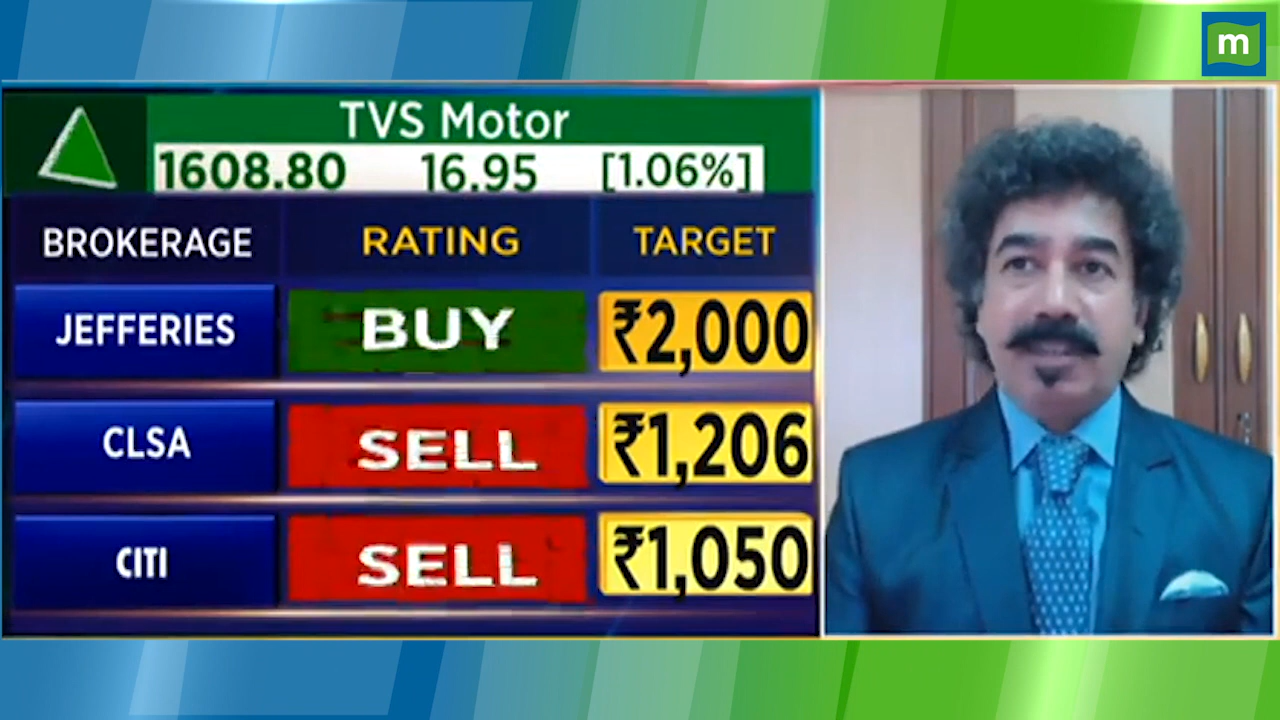 m
TVS Motor
1608.80 16.95 [1.06%]
BROKERAGE RATING TARGET
JEFFERIES BUY ₹2,000
CLSA SELL ₹1,206
CITI SELL ₹1,050